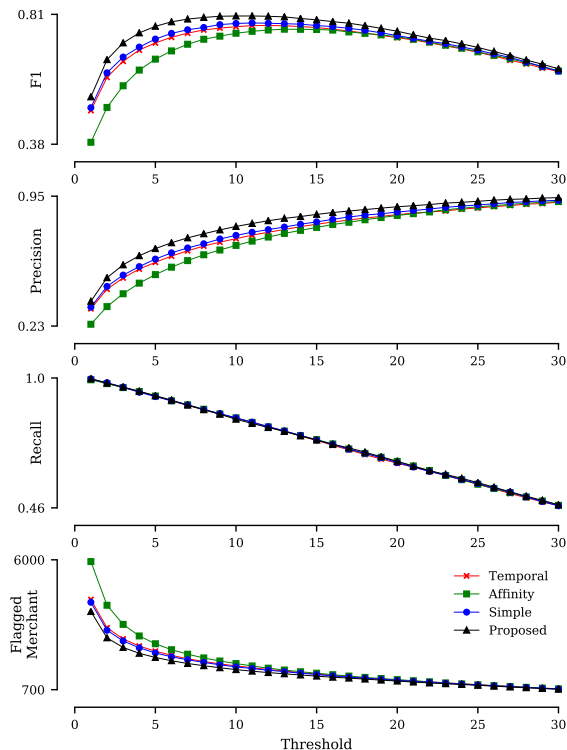 0.81
F1
0.38
0 5 10 15 20 25 30
0.95
Precision
0.23
0 5 10 15 20 25 30
1.0
Recall
0.46
0 5 10 15 20 25 30
6000
Flagged
Merchant
700
Temporal
Affinity
Simple
Proposed
0 5 10 15 20 25 30
Threshold